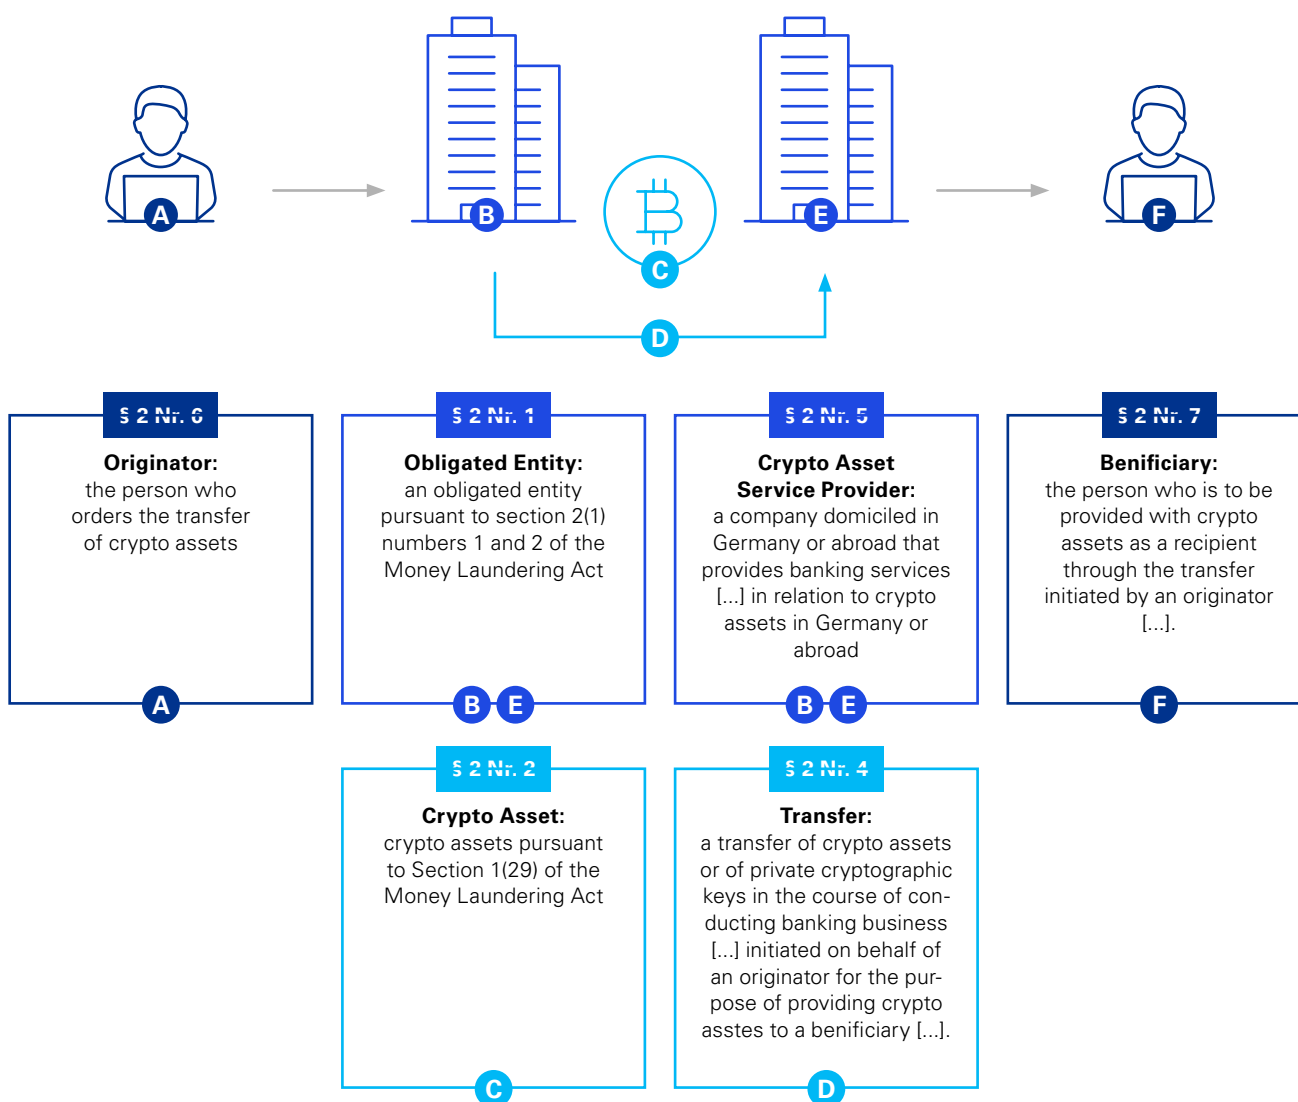 A
B
C
E
F
D
§ 2 Nr. 6
Originator:
the person who
orders the transfer
of crypto assets
A
§ 2 Nr. 1
Obligated Entity:
an obligated entity
pursuant to section 2(1)
numbers 1 and 2 of the
Money Laundering Act
B E
§ 2 Nr. 5
Crypto Asset
Service Provider:
a company domiciled in
Germany or abroad that
provides banking services
[...] in relation to crypto
assets in Germany or
abroad
B E
§ 2 Nr. 7
Benificiary:
the person who is to be
provided with crypto
assets as a recipient
through the transfer
initiated by an originator
[...].
F
§ 2 Nr. 2
Crypto Asset:
crypto assets pursuant
to Section 1(29) of the
Money Laundering Act
C
§ 2 Nr. 4
Transfer:
a transfer of crypto assets
or of private cryptographic
keys in the course of con-
ducting banking business
[...] initiated on behalf of
an originator for the pur-
pose of providing crypto
asstes to a benificiary [...].
D